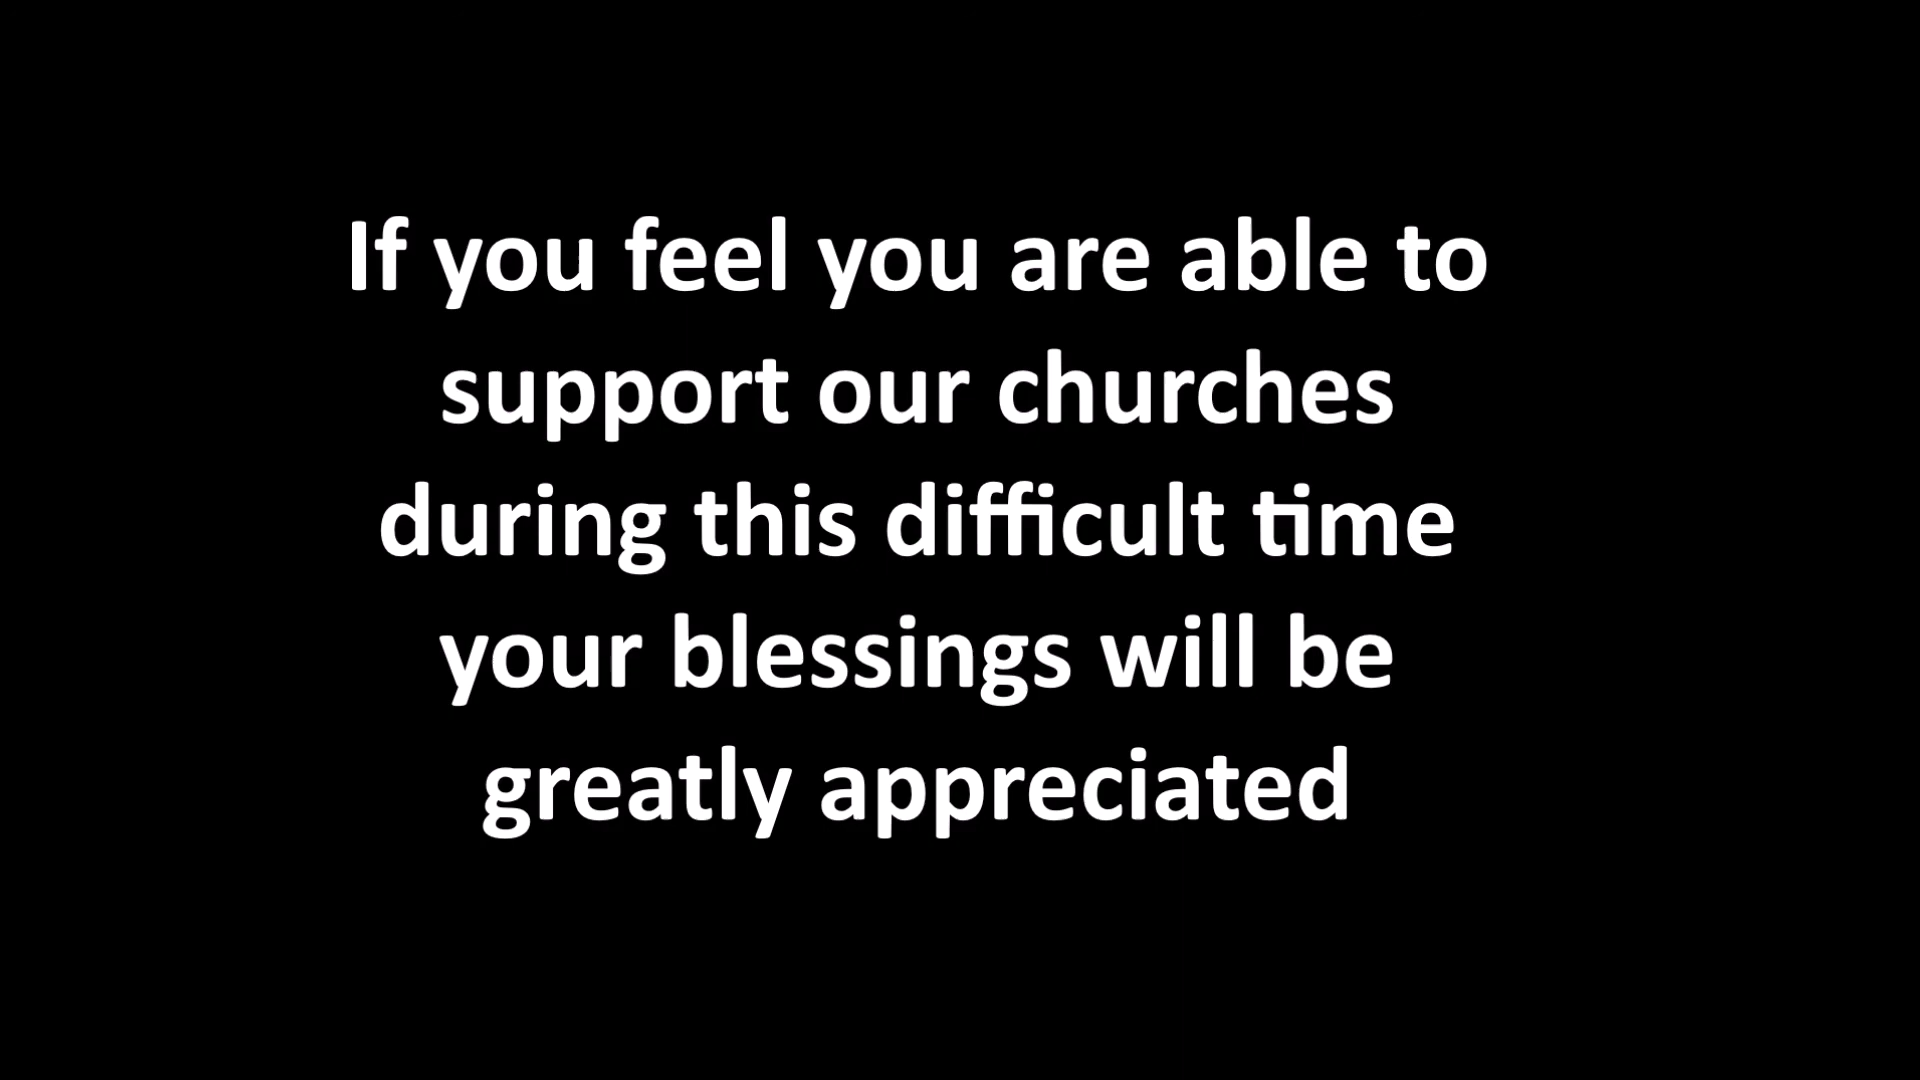 If you feel you are able to
support our churches
during this difficult time
your blessings will be
greatly appreciated